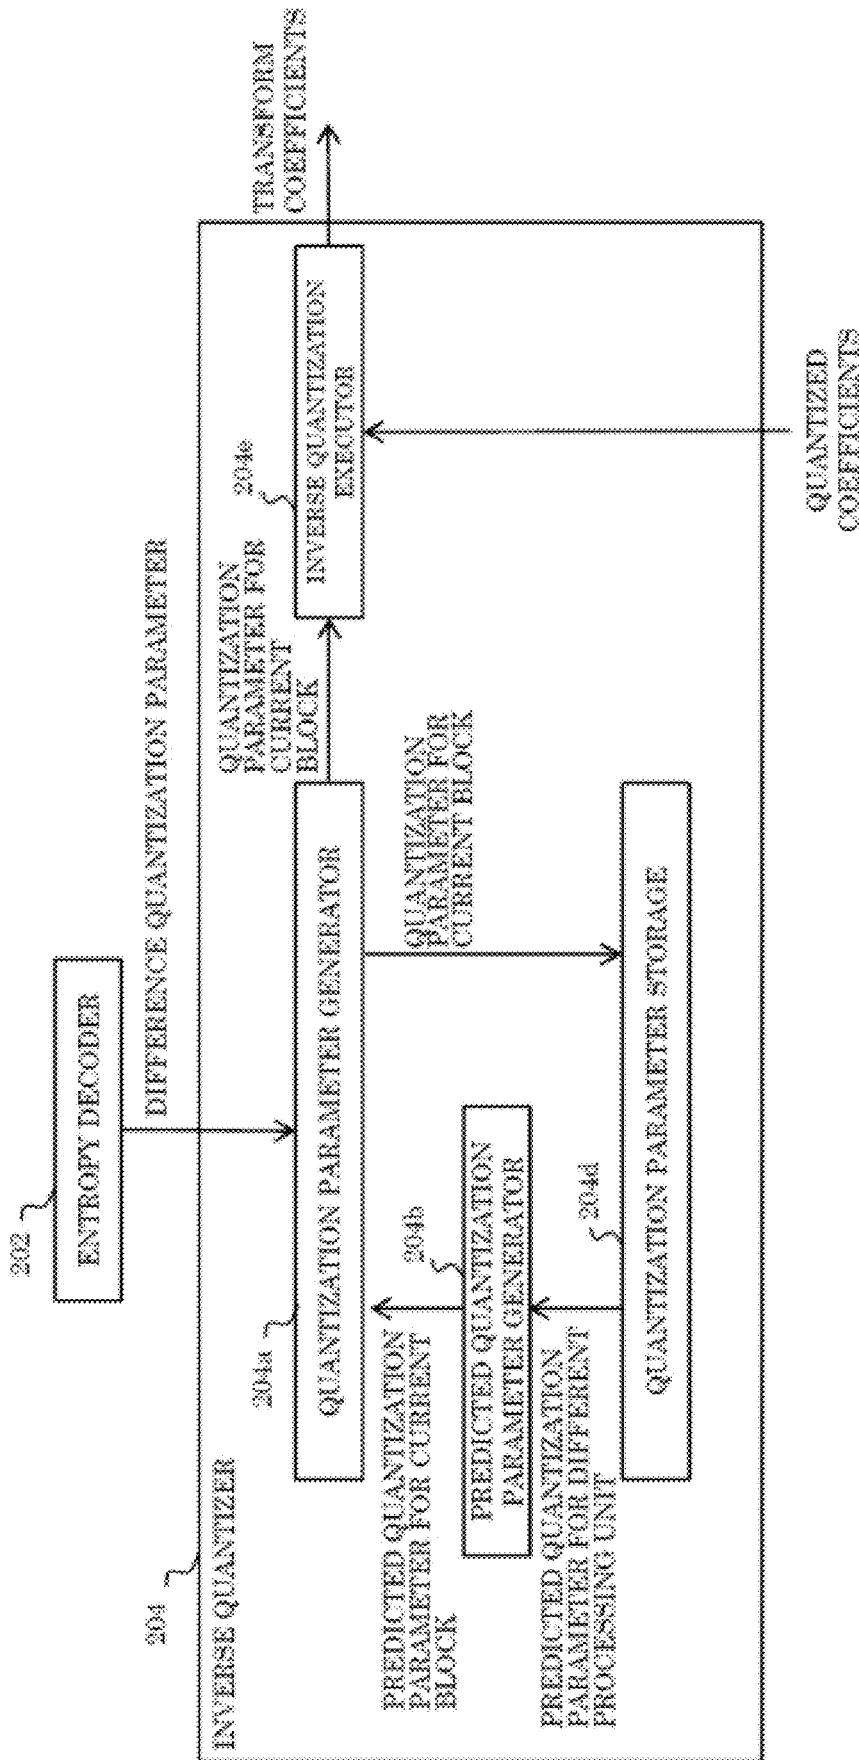 202
ENTROPY DECODER
DIFFERENCE QUANTIZATION PARAMETER
204
INVERSE QUANTIZER
204a
QUANTIZATION PARAMETER GENERATOR
QUANTIZATION
PARAMETER FOR
CURRENT
BLOCK
204e
INVERSE QUANTIZATION
EXECUTOR
TRANSFORM
COEFFICIENTS
PREDICTED QUANTIZATION
PARAMETER FOR CURRENT
BLOCK
204b
PREDICTED QUANTIZATION
PARAMETER GENERATOR
QUANTIZATION
PARAMETER FOR
CURRENT BLOCK
PREDICTED QUANTIZATION
PARAMETER FOR DIFFERENT
PROCESSING UNIT
204d
QUANTIZATION PARAMETER STORAGE
QUANTIZED
COEFFICIENTS